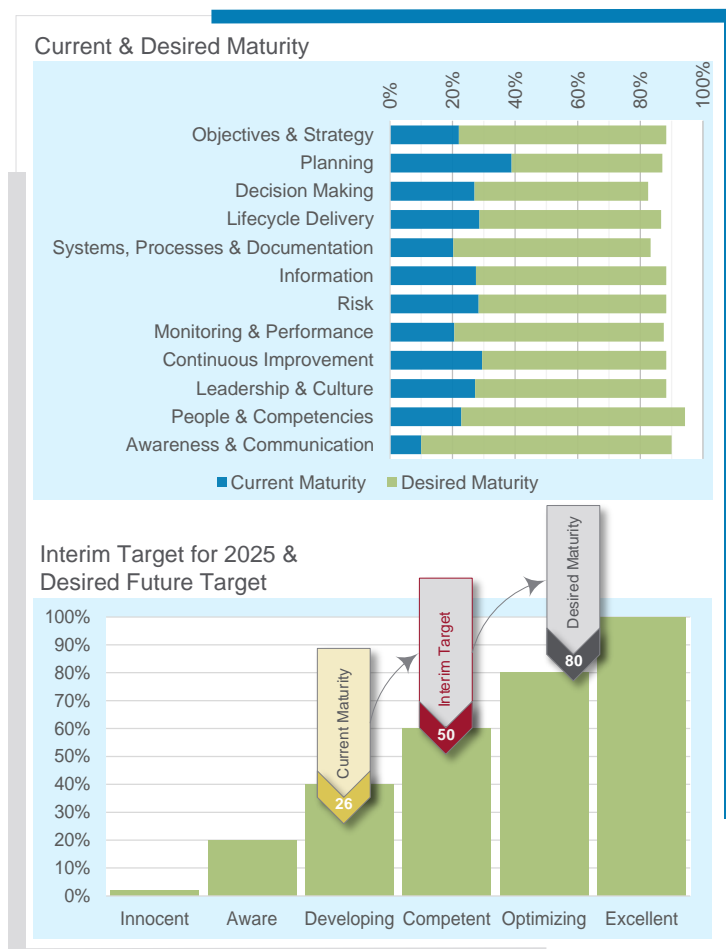 Current & Desired Maturity
0%
20%
40%
60%
80%
100%
Objectives & Strategy
Planning
Decision Making
Lifecycle Delivery
Systems, Processes & Documentation
Information
Risk
Monitoring & Performance
Continuous Improvement
Leadership & Culture
People & Competencies
Awareness & Communication
Current Maturity Desired Maturity
Interim Target for 2025 &
Desired Future Target
100%
90%
80%
70%
60%
50%
40%
30%
20%
10%
0%
Current Maturity
26
Interim Target
50
Desired Maturity
80
Innocent Aware Developing Competent Optimizing Excellent